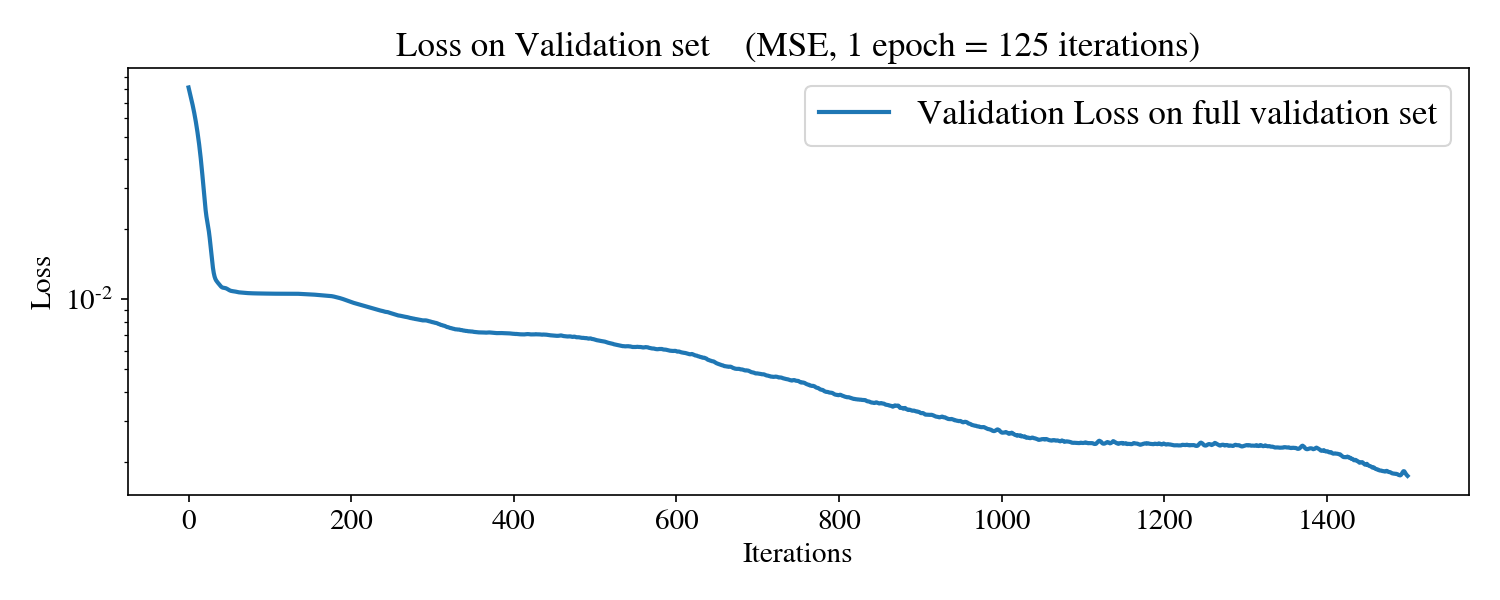 Loss on Validation set (MSE, 1 epoch = 125 iterations)
Validation Loss on full validation set
Loss
10⁻²
0 200 400 600 800 1000 1200 1400
Iterations